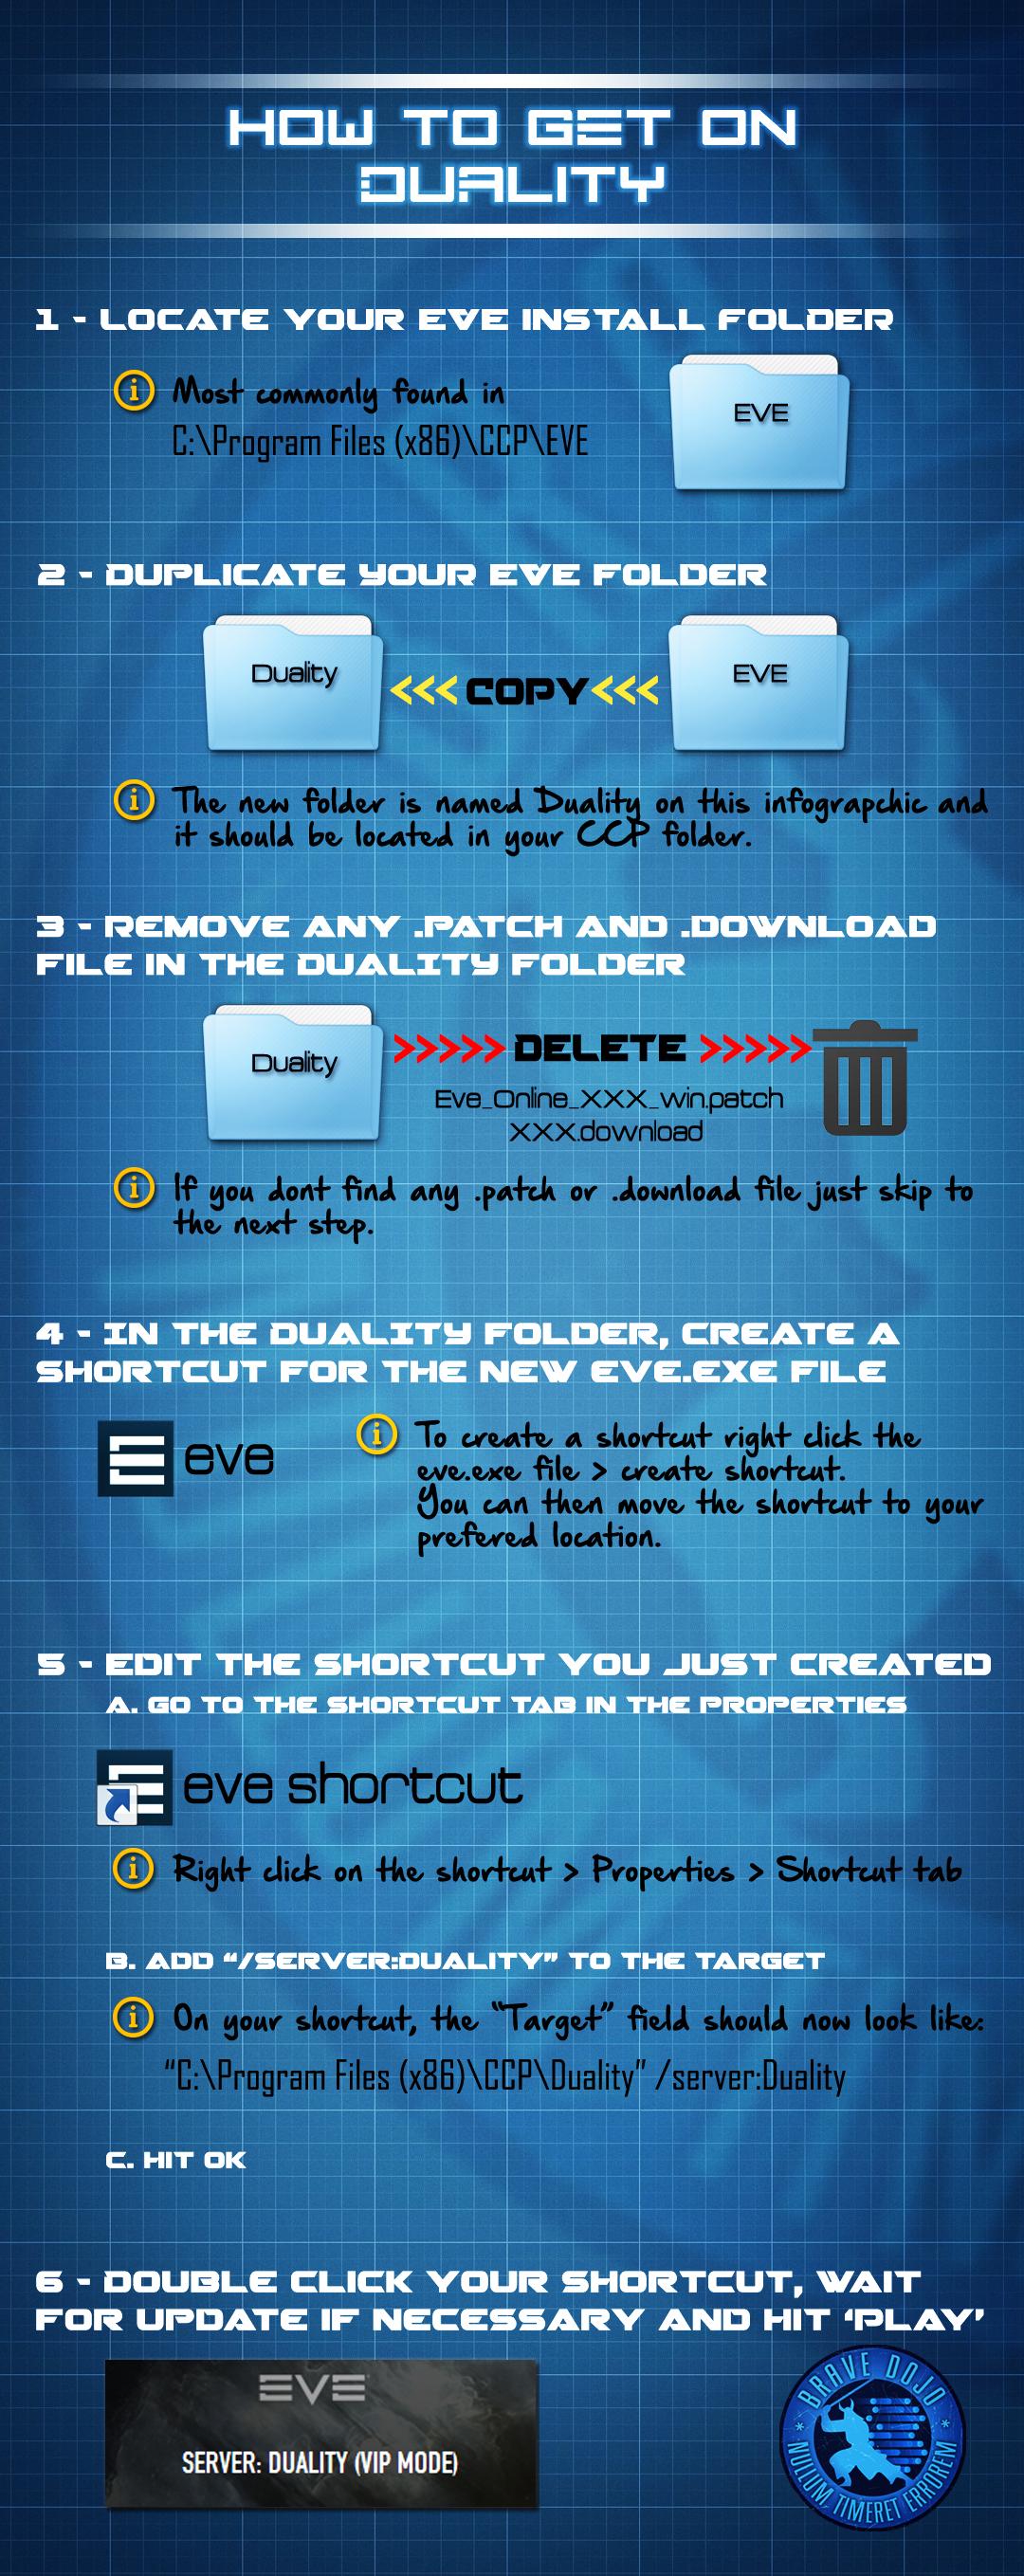 HOW TO GET ON
DUALITY
1 - LOCATE YOUR EVE INSTALL FOLDER
Most commonly found in
C:\Program Files (x86)\CCP\EVE
EVE
2 - DUPLICATE YOUR EVE FOLDER
Duality
<<< COPY <<<
EVE
The new folder is named Duality on this infograpchic and
it should be located in your CCP folder.
3 - REMOVE ANY .PATCH AND .DOWNLOAD
FILE IN THE DUALITY FOLDER
Duality
>>>>> DELETE >>>>>
Eve_Online_XXX_win.patch
XXX.download
If you dont find any .patch or .download file just skip to
the next step.
4 - IN THE DUALITY FOLDER, CREATE A
SHORTCUT FOR THE NEW EVE.EXE FILE
eve
To create a shortcut right click the
eve.exe file > create shortcut.
You can then move the shortcut to your
prefered location.
5 - EDIT THE SHORTCUT YOU JUST CREATED
A. GO TO THE SHORTCUT TAB IN THE PROPERTIES
eve shortcut
Right click on the shortcut > Properties > Shortcut tab
B. ADD “/SERVER:DUALITY” TO THE TARGET
On your shortcut, the “Target” field should now look like:
“C:\Program Files (x86)\CCP\Duality” /server:Duality
C. HIT OK
6 - DOUBLE CLICK YOUR SHORTCUT, WAIT
FOR UPDATE IF NECESSARY AND HIT ‘PLAY’
EVE
SERVER: DUALITY (VIP MODE)
* BRAVE DOJO *
NULLUM TIMERET ERROREM